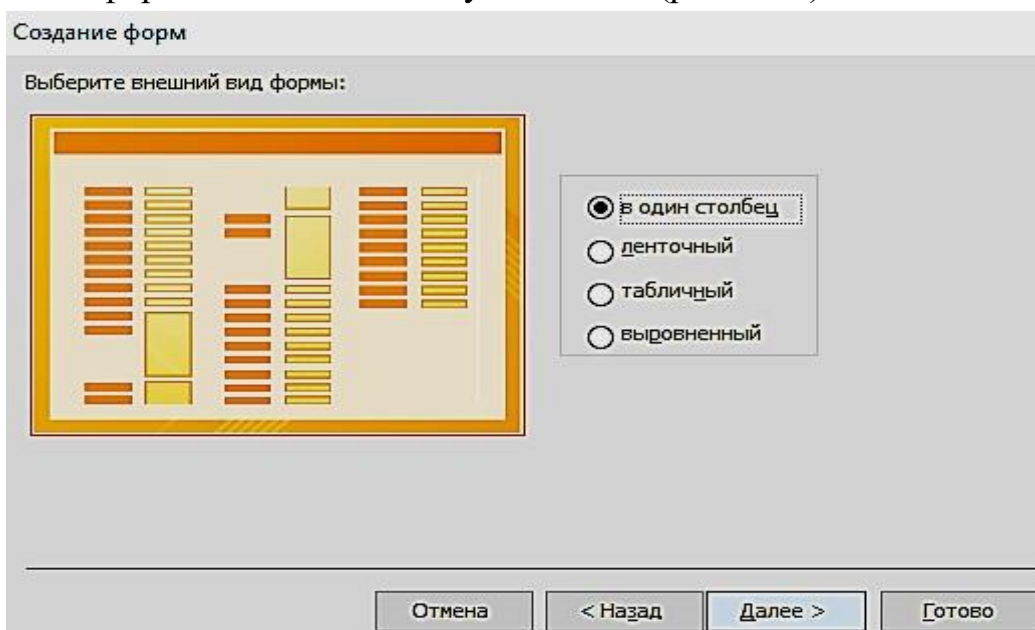 Создание форм
Выберите внешний вид формы:
в один столбец
ленточный
табличный
выровненный
Отмена
< Назад
Далее >
Готово